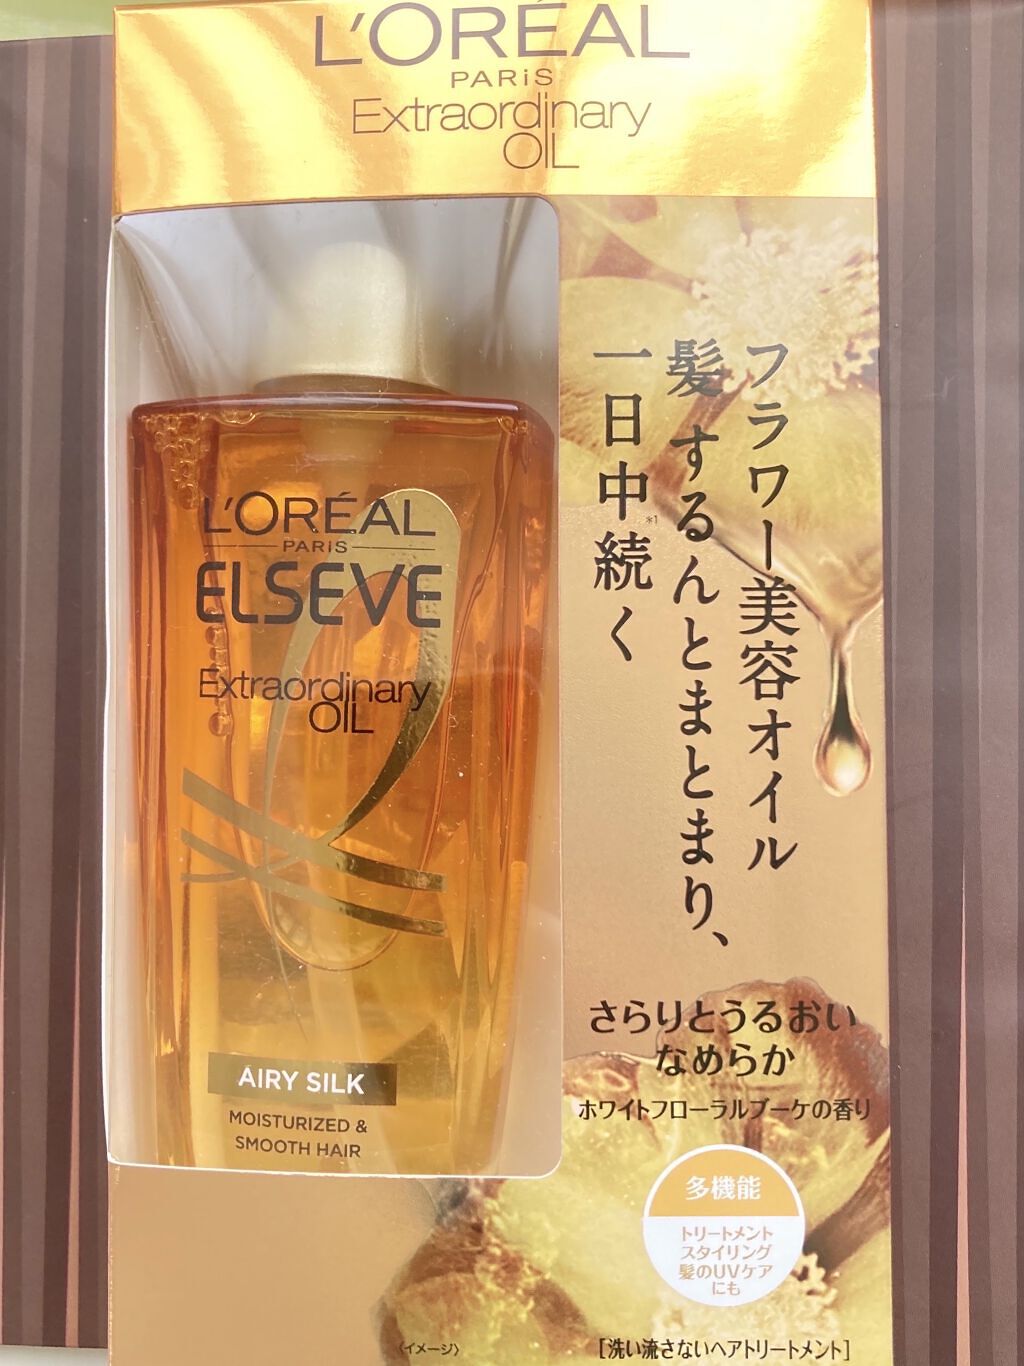 L'ORÉAL
PARiS
Extraordinary
OIL
フラワー美容オイル
髪 するんとまとまり、
一日中続く
*1
L'ORÉAL
PARiS
ELSEVE
Extraordinary
OIL
AIRY SILK
MOISTURIZED &
SMOOTH HAIR
さらりとうるおい
なめらか
ホワイトフローラルブーケの香り
多機能
トリートメント
スタイリング
髪のUVケア
にも
〈イメージ〉
[洗い流さないヘアトリートメント]